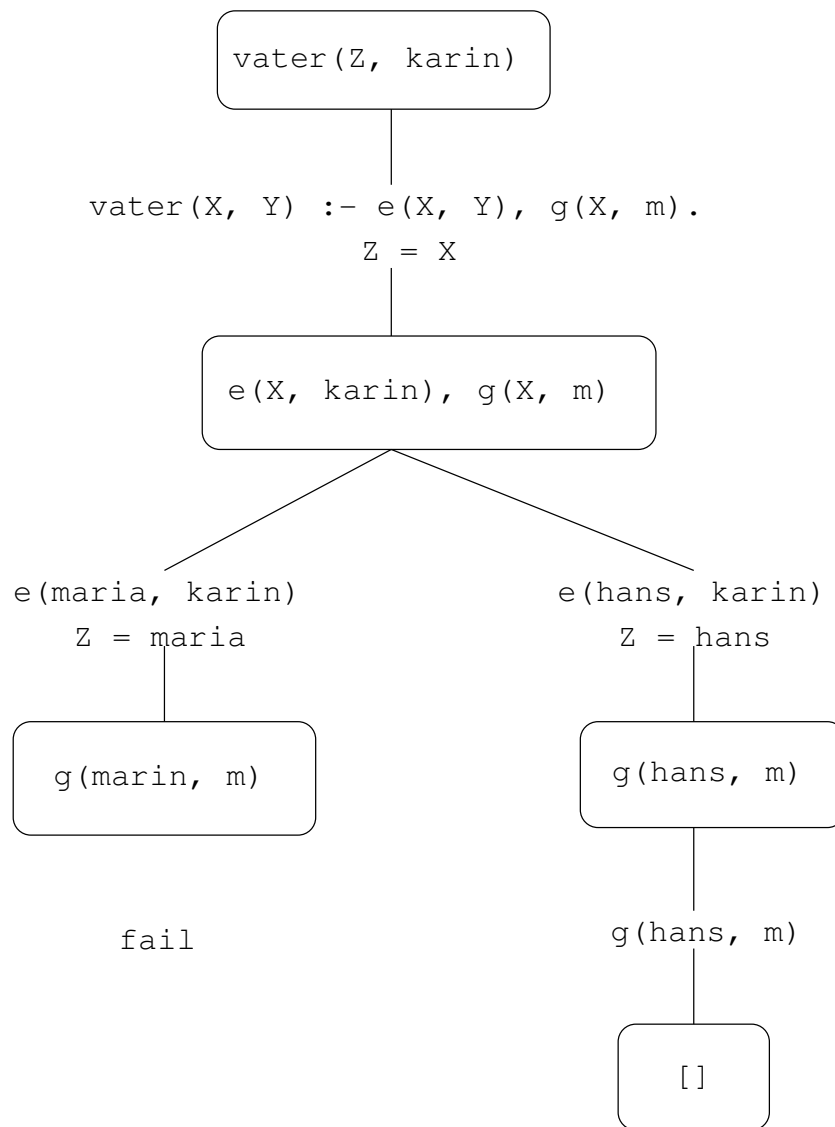 vater(Z, karin)
vater(X, Y) :- e(X, Y), g(X, m).
Z = X
e(X, karin), g(X, m)
e(maria, karin)
Z = maria
e(hans, karin)
Z = hans
g(marin, m)
g(hans, m)
fail
g(hans, m)
[]